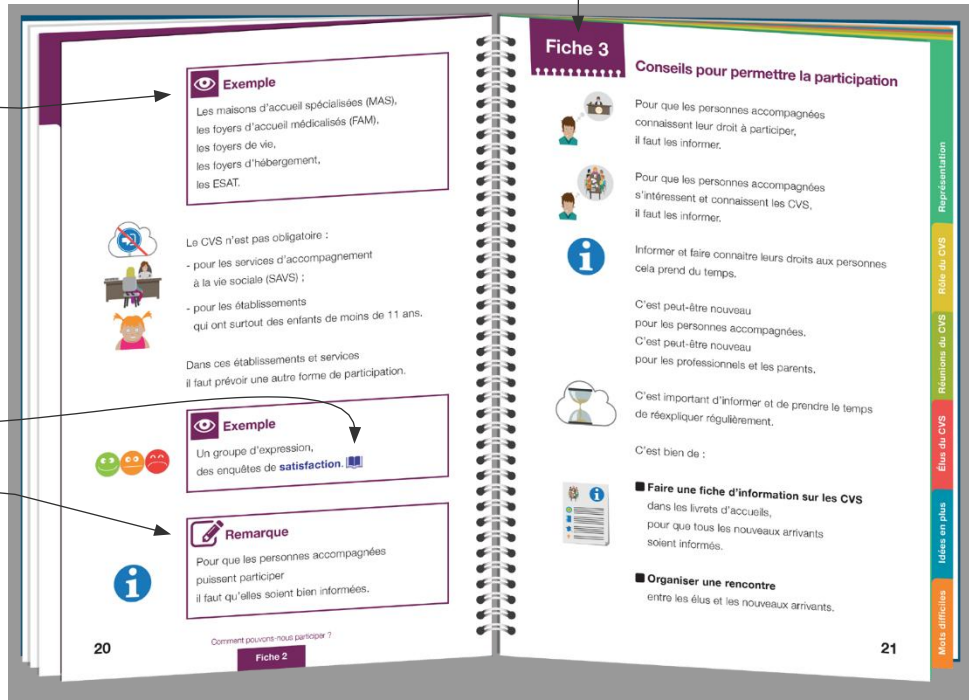 Exemple
Les maisons d'accueil spécialisées (MAS),
les foyers d'accueil médicalisés (FAM),
les foyers de vie,
les foyers d'hébergement,
les ESAT.
Le CVS n'est pas obligatoire :
- pour les services d'accompagnement
à la vie sociale (SAVS) ;
- pour les établissements
qui ont surtout des enfants de moins de 11 ans.
Dans ces établissements et services
il faut prévoir une autre forme de participation.
Exemple
Un groupe d'expression,
des enquêtes de satisfaction.
Remarque
Pour que les personnes accompagnées
puissent participer
il faut qu'elles soient bien informées.
20
Comment pouvons-nous participer ?
Fiche 2
Fiche 3
Conseils pour permettre la participation
Pour que les personnes accompagnées
connaissent leur droit à participer,
il faut les informer.
Pour que les personnes accompagnées
s'intéressent et connaissent les CVS,
il faut les informer.
Informer et faire connaitre leurs droits aux personnes
cela prend du temps.
C'est peut-être nouveau
pour les personnes accompagnées.
C'est peut-être nouveau
pour les professionnels et les parents.
C'est important d'informer et de prendre le temps
de réexpliquer régulièrement.
C'est bien de :
Faire une fiche d'information sur les CVS
dans les livrets d'accueils,
pour que tous les nouveaux arrivants
soient informés.
Organiser une rencontre
entre les élus et les nouveaux arrivants.
21
Représentation
Rôle du CVS
Réunions du CVS
Élus du CVS
Idées en plus
Mots difficiles